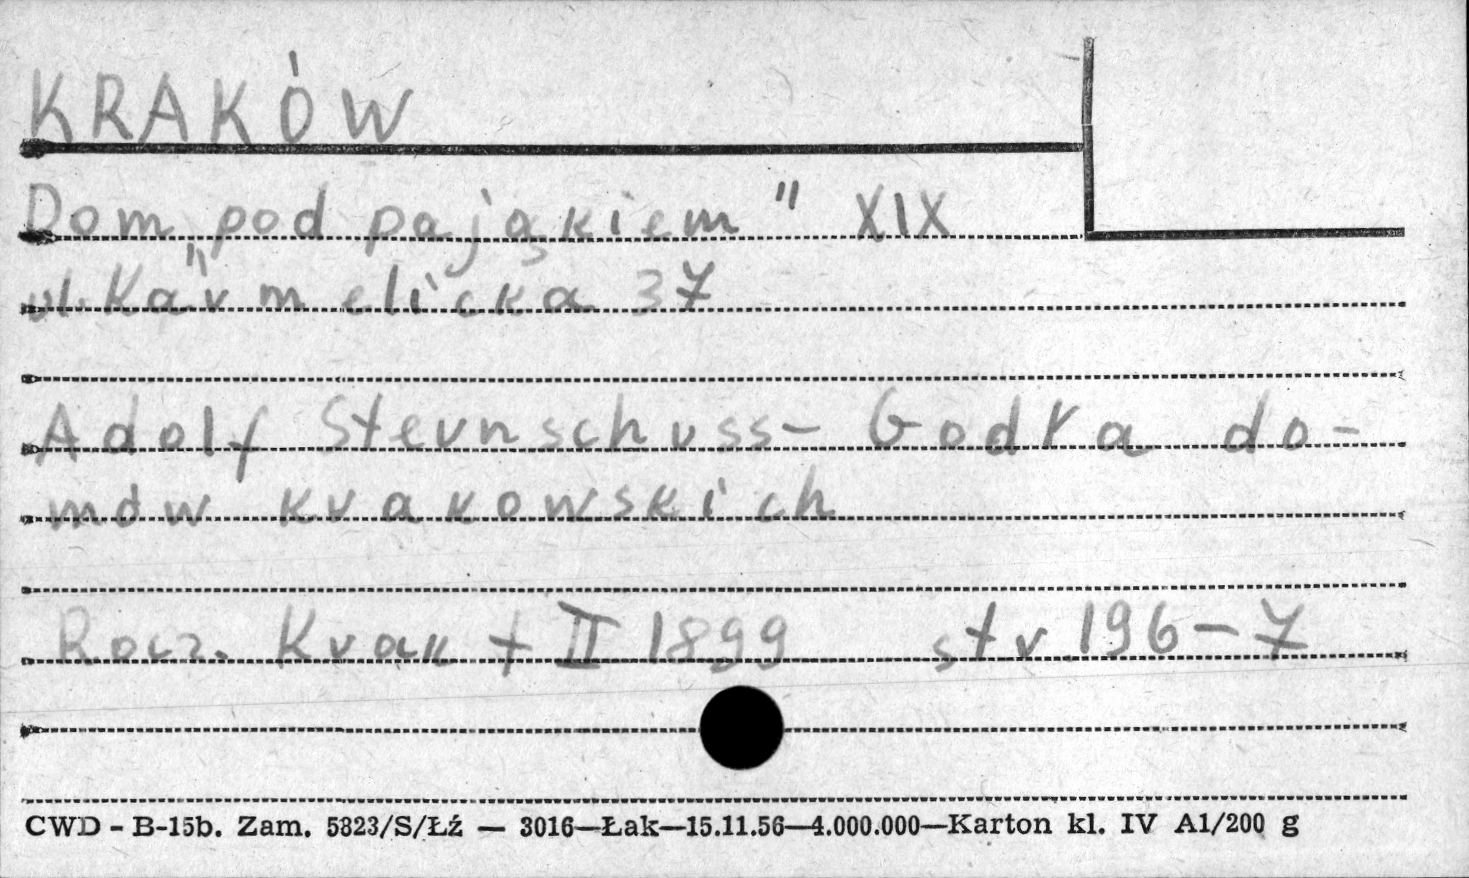 KRAKÓW
Dom „pod pająkiem" XIX
ul. Karmelicka 37
Adolf Sternschuss - Godła do-
mów krakowskich
Rocz. Krak t II 1899 str 196-7
CWD - B-15b. Zam. 5823/S/Łź — 3016—Łak—15.11.56—4.000.000—Karton kl. IV A1/200 g